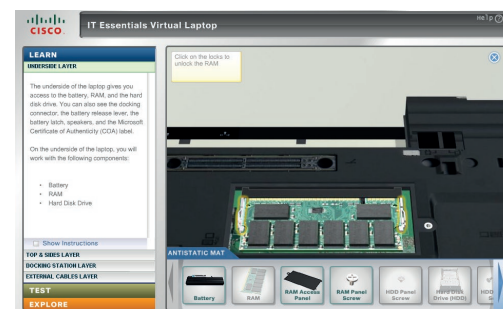 CISCO
IT Essentials Virtual Laptop
Help
LEARN
UNDERSIDE LAYER
The underside of the laptop gives you
access to the battery, RAM, and the hard
disk drive. You can also see the docking
connector, the battery release lever, the
battery latch, speakers, and the Microsoft
Certificate of Authenticity (COA) label.
On the underside of the laptop, you will
work with the following components:
• Battery
• RAM
• Hard Disk Drive
Show Instructions
TOP & SIDES LAYER
DOCKING STATION LAYER
EXTERNAL CABLES LAYER
TEST
EXPLORE
Click on the locks to
unlock the RAM
ANTISTATIC MAT
Battery
RAM
RAM Access
Panel
RAM Panel
Screw
HDD Panel
Screw
Hard Disk
Drive (HDD)
HDD